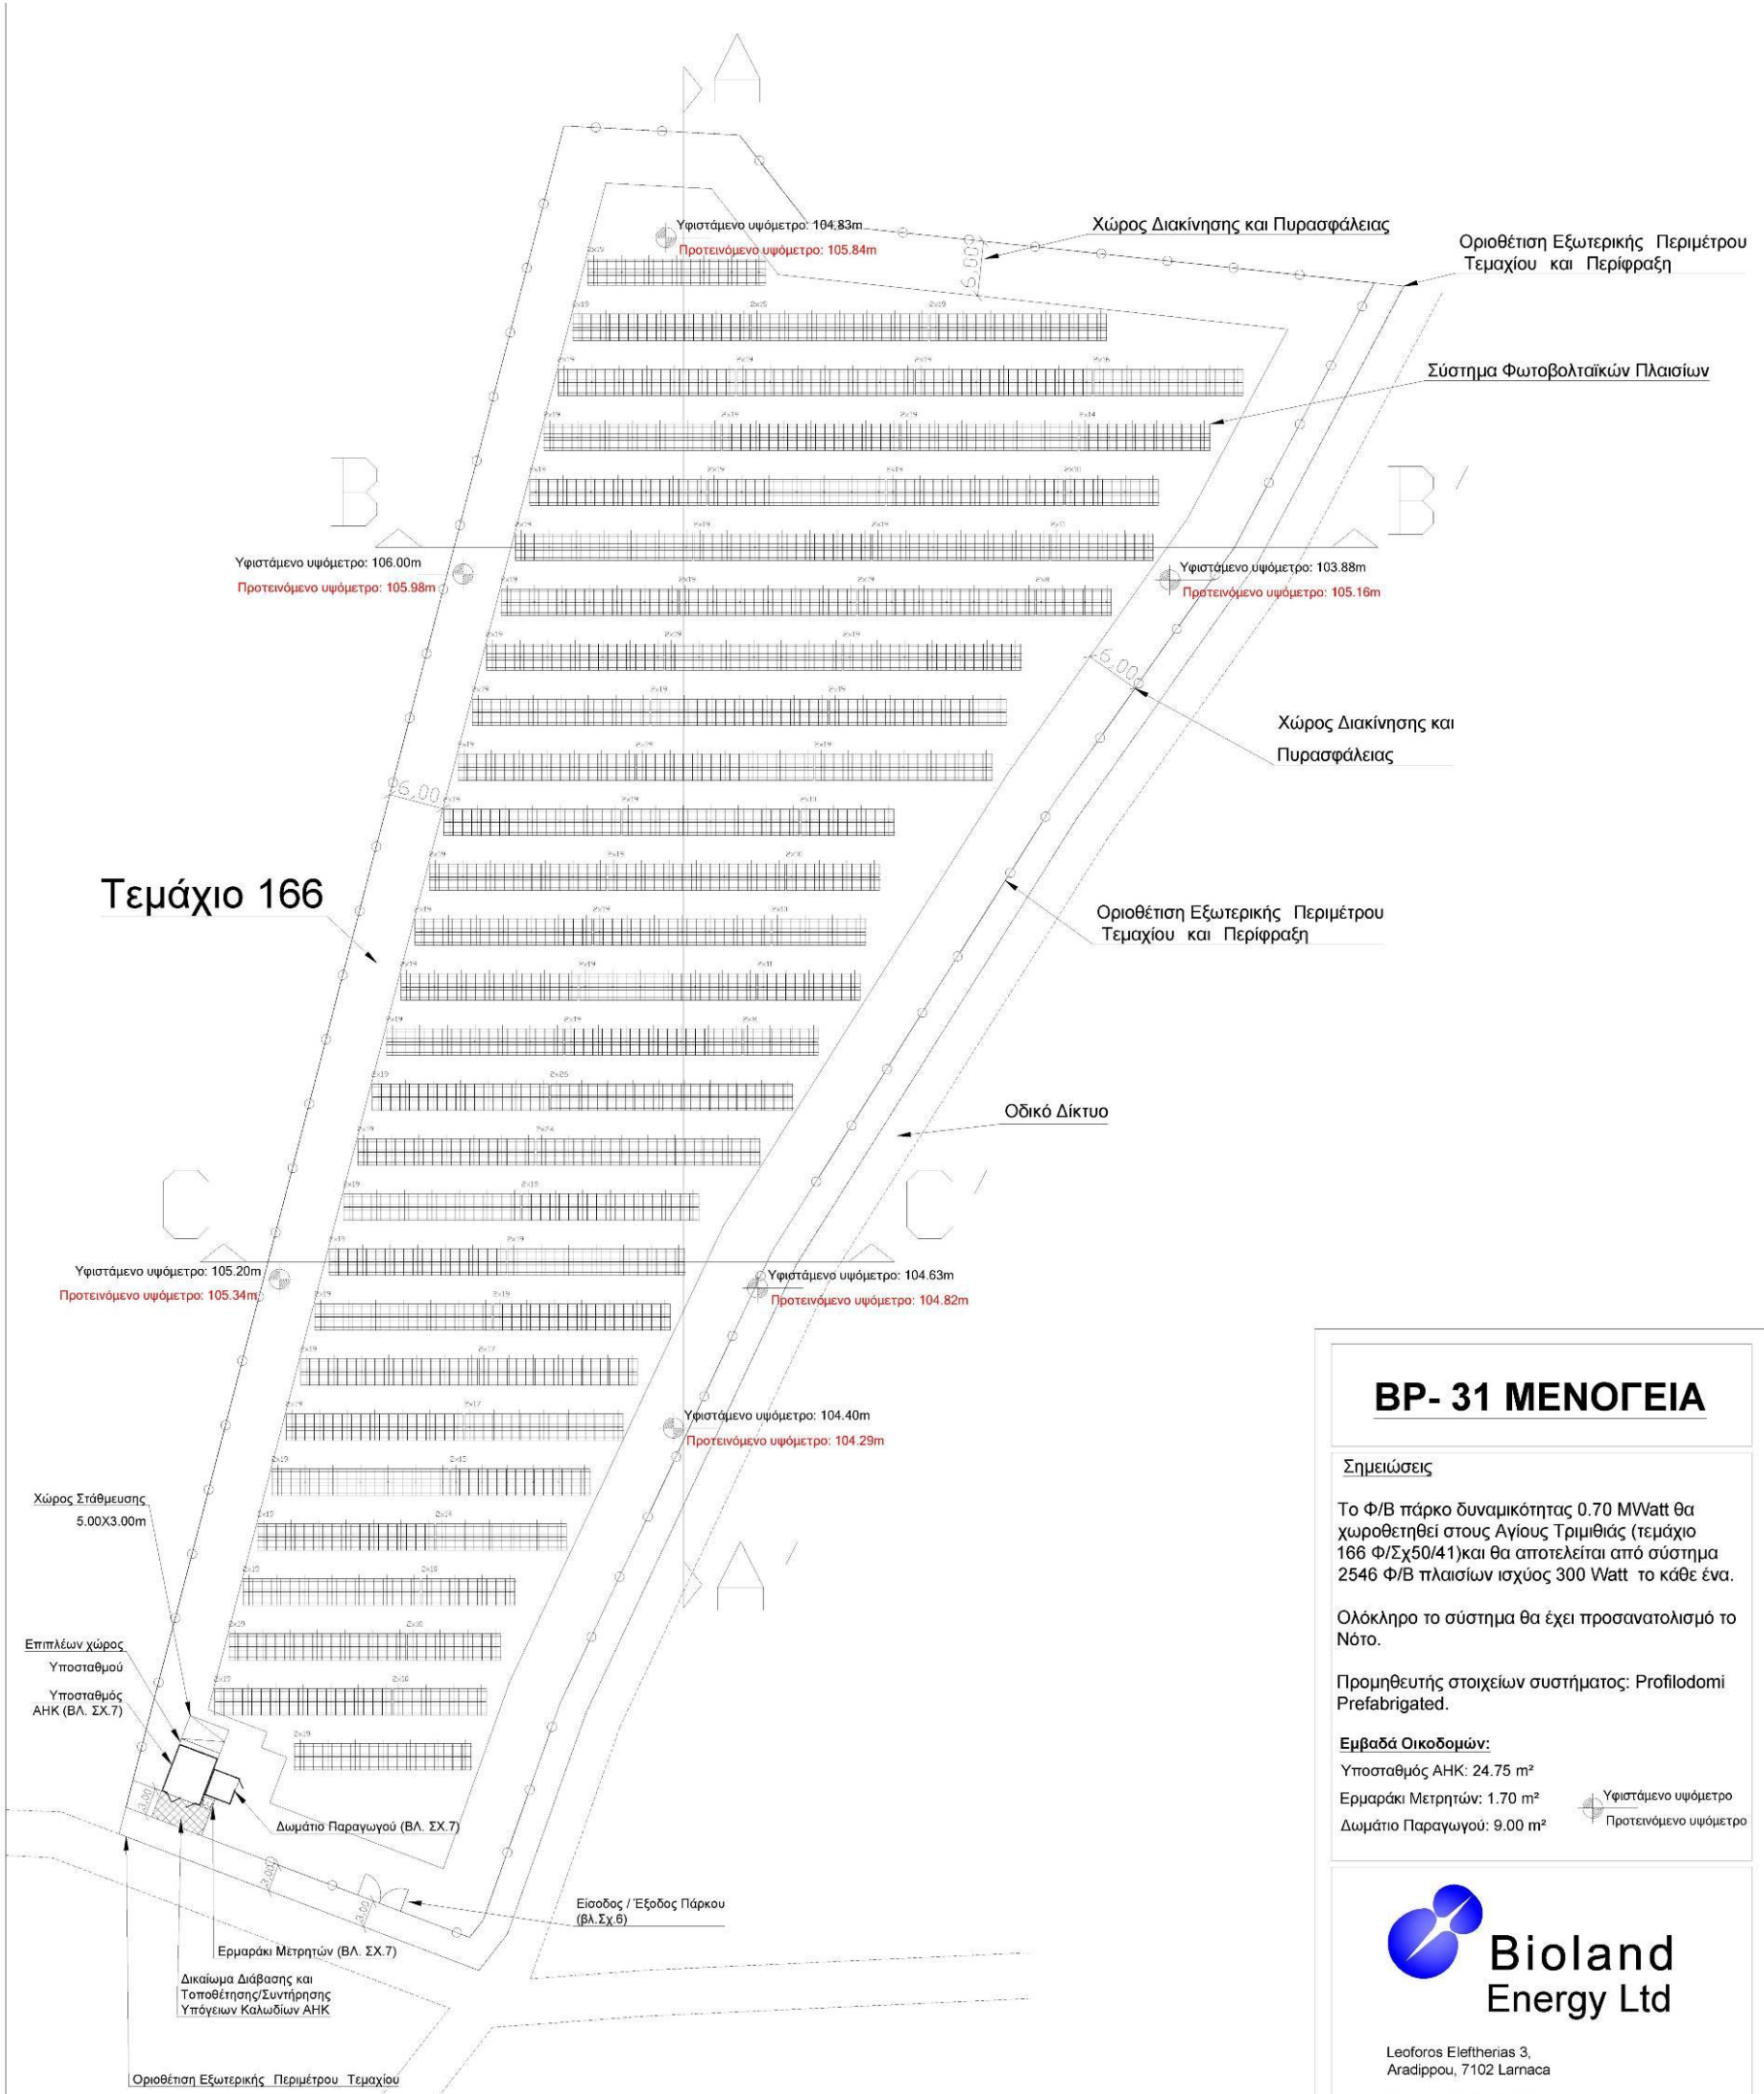 A
Υφιστάμενο υψόμετρο: 104.83m
Προτεινόμενο υψόμετρο: 105.84m
Χώρος Διακίνησης και Πυρασφάλειας
6,00
Οριοθέτιση Εξωτερικής Περιμέτρου
Τεμαχίου και Περίφραξη
Σύστημα Φωτοβολταϊκών Πλαισίων
B
B'
Υφιστάμενο υψόμετρο: 106.00m
Προτεινόμενο υψόμετρο: 105.98m
Υφιστάμενο υψόμετρο: 103.88m
Προτεινόμενο υψόμετρο: 105.16m
6,00
Χώρος Διακίνησης και
Πυρασφάλειας
6,00
Τεμάχιο 166
Οριοθέτιση Εξωτερικής Περιμέτρου
Τεμαχίου και Περίφραξη
Οδικό Δίκτυο
C
C'
Υφιστάμενο υψόμετρο: 105.20m
Προτεινόμενο υψόμετρο: 105.34m
Υφιστάμενο υψόμετρο: 104.63m
Προτεινόμενο υψόμετρο: 104.82m
Υφιστάμενο υψόμετρο: 104.40m
Προτεινόμενο υψόμετρο: 104.29m
A'
Χώρος Στάθμευσης
5.00X3.00m
Επιπλέων χώρος
Υποσταθμού
Υποσταθμός
ΑΗΚ (ΒΛ. ΣΧ.7)
3,00
Δωμάτιο Παραγωγού (ΒΛ. ΣΧ.7)
3,00
3,00
Είσοδος / Έξοδος Πάρκου
(βλ.Σχ.6)
Ερμαράκι Μετρητών (ΒΛ. ΣΧ.7)
Δικαίωμα Διάβασης και
Τοποθέτησης/Συντήρησης
Υπόγειων Καλωδίων ΑΗΚ
Οριοθέτιση Εξωτερικής Περιμέτρου Τεμαχίου
BP- 31 ΜΕΝΟΓΕΙΑ
Σημειώσεις
Το Φ/Β πάρκο δυναμικότητας 0.70 MWatt θα
χωροθετηθεί στους Αγίους Τριμιθιάς (τεμάχιο
166 Φ/Σχ50/41)και θα αποτελείται από σύστημα
2546 Φ/Β πλαισίων ισχύος 300 Watt το κάθε ένα.
Ολόκληρο το σύστημα θα έχει προσανατολισμό το
Νότο.
Προμηθευτής στοιχείων συστήματος: Profilodomi
Prefabrigated.
Εμβαδά Οικοδομών:
Υποσταθμός ΑΗΚ: 24.75 m²
Ερμαράκι Μετρητών: 1.70 m²
Δωμάτιο Παραγωγού: 9.00 m²
Υφιστάμενο υψόμετρο
Προτεινόμενο υψόμετρο
Bioland
Energy Ltd
Leoforos Eleftherias 3,
Aradippou, 7102 Larnaca